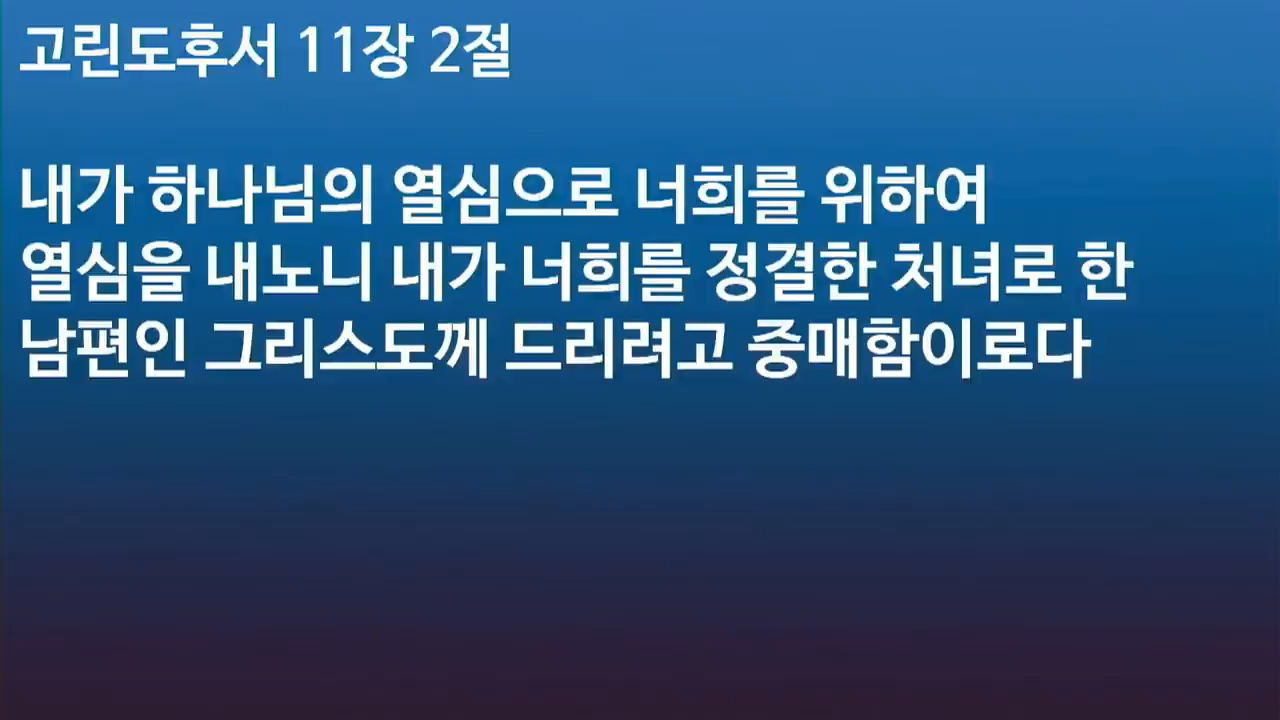 고린도후서 11장 2절
내가 하나님의 열심으로 너희를 위하여
열심을 내노니 내가 너희를 정결한 처녀로 한
남편인 그리스도께 드리려고 중매함이로다